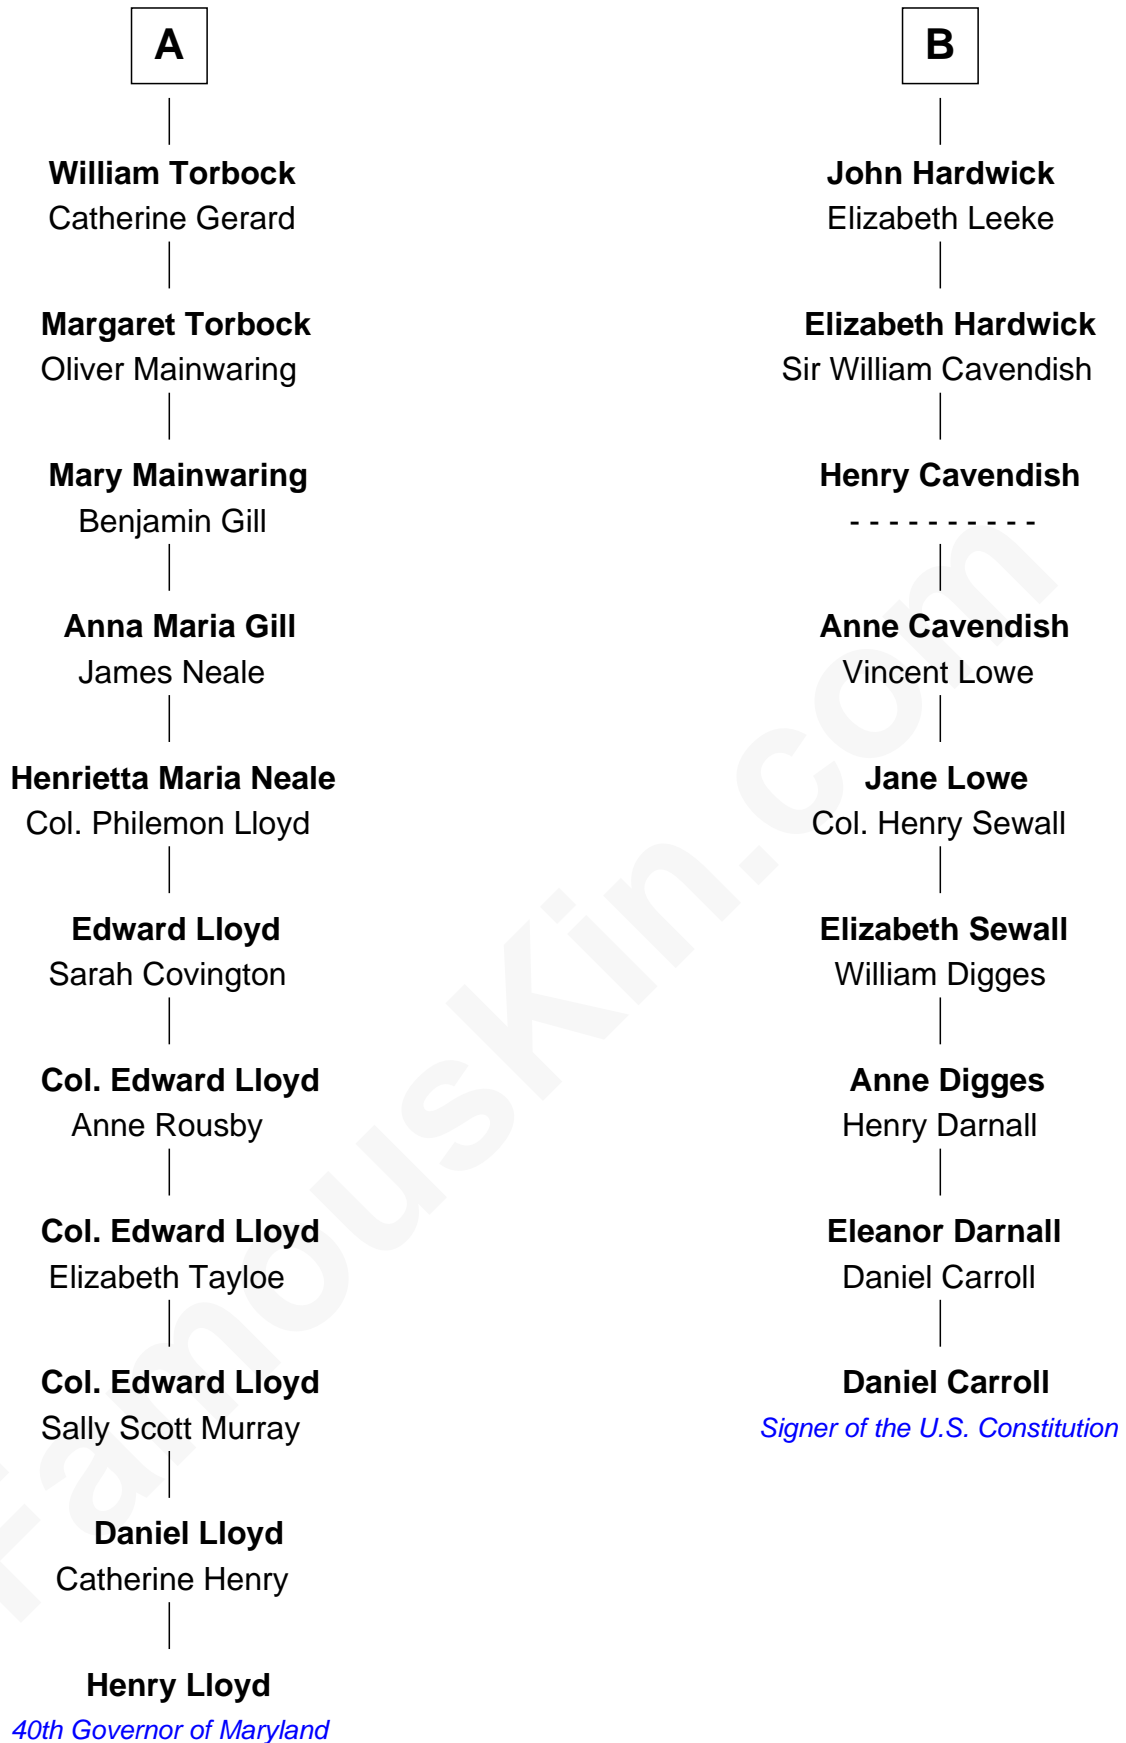 A
William Torbock
Catherine Gerard
Margaret Torbock
Oliver Mainwaring
Mary Mainwaring
Benjamin Gill
Anna Maria Gill
James Neale
Henrietta Maria Neale
Col. Philemon Lloyd
Edward Lloyd
Sarah Covington
Col. Edward Lloyd
Anne Rousby
Col. Edward Lloyd
Elizabeth Tayloe
Col. Edward Lloyd
Sally Scott Murray
Daniel Lloyd
Catherine Henry
Henry Lloyd
40th Governor of Maryland
B
John Hardwick
Elizabeth Leeke
Elizabeth Hardwick
Sir William Cavendish
Henry Cavendish
- - - - - - - - - -
Anne Cavendish
Vincent Lowe
Jane Lowe
Col. Henry Sewall
Elizabeth Sewall
William Digges
Anne Digges
Henry Darnall
Eleanor Darnall
Daniel Carroll
Daniel Carroll
Signer of the U.S. Constitution
FamousKin.com